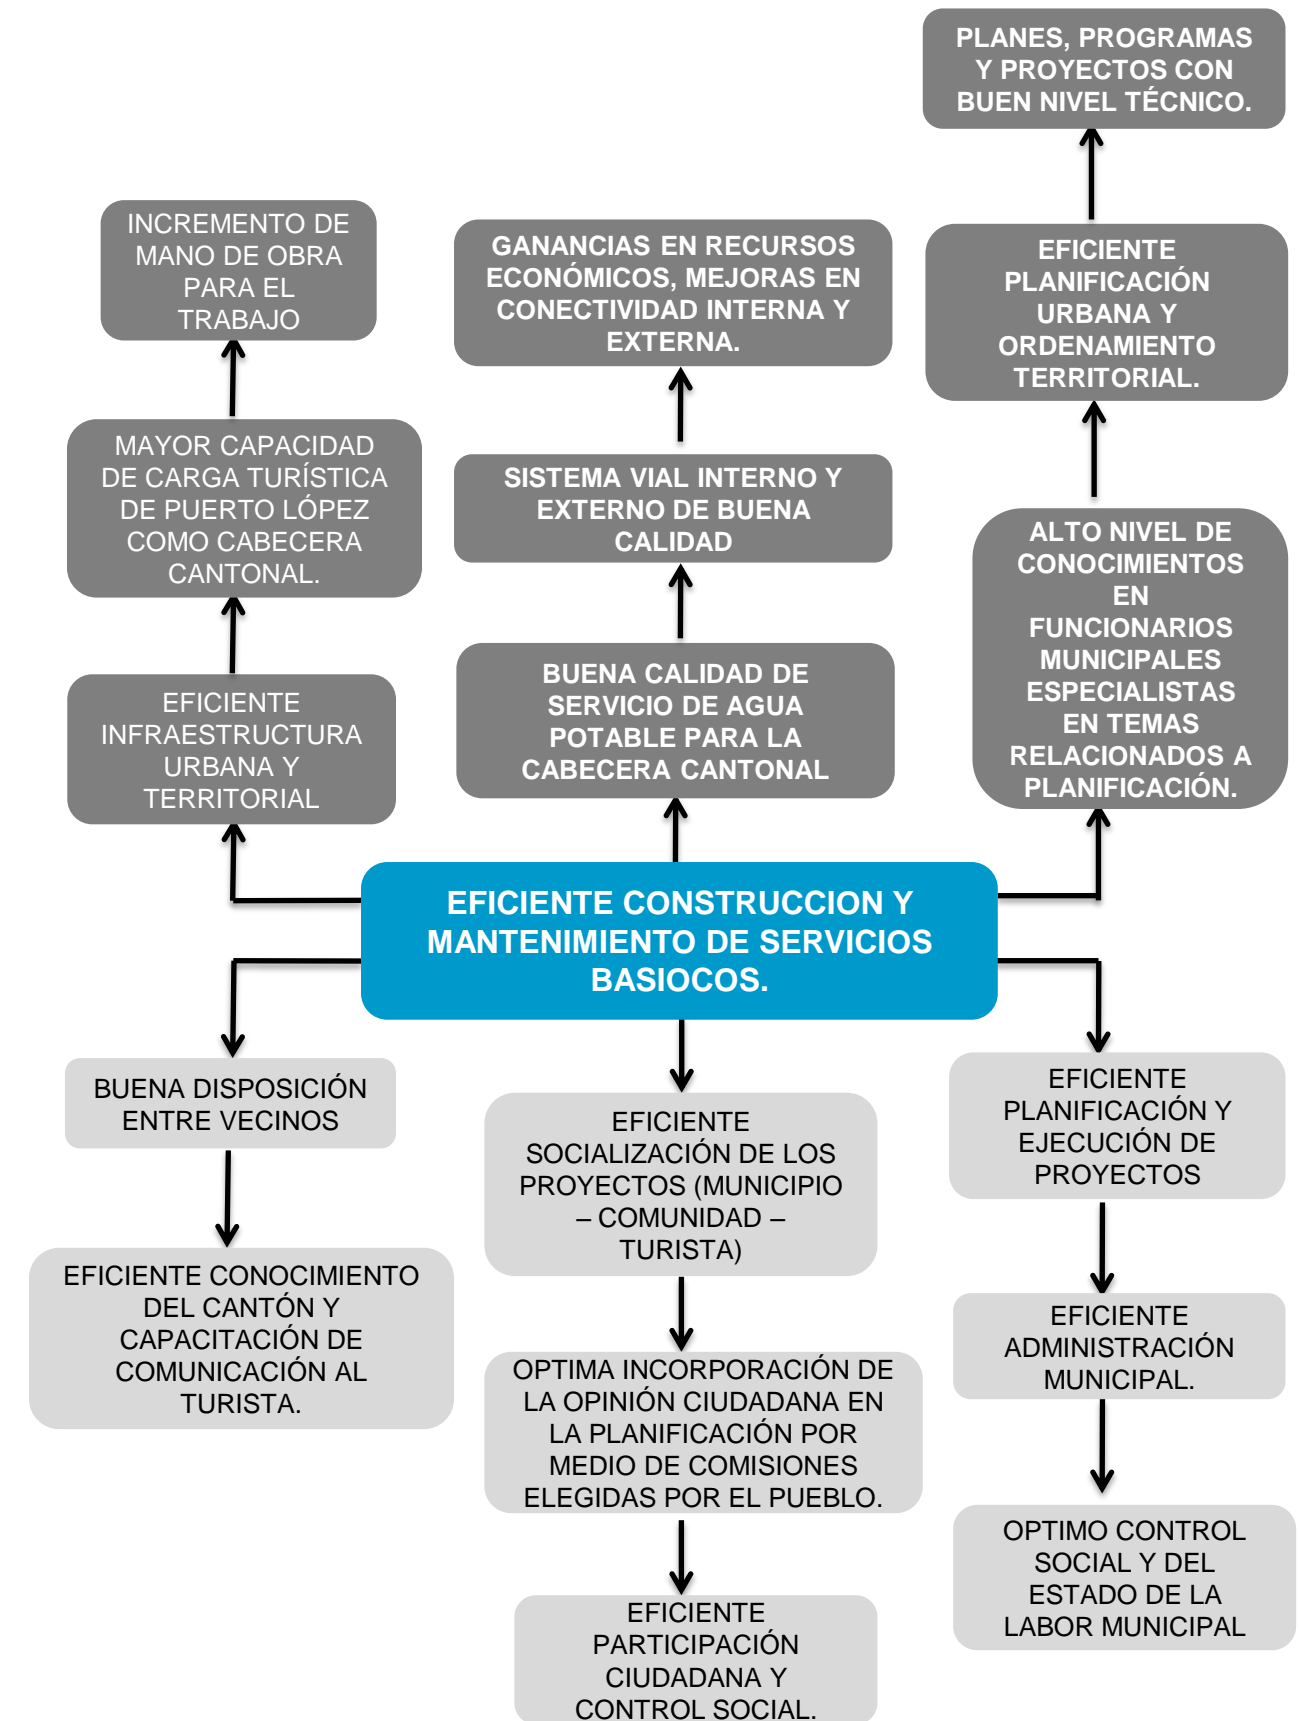 PLANES, PROGRAMAS
Y PROYECTOS CON
BUEN NIVEL TÉCNICO.
INCREMENTO DE
MANO DE OBRA
PARA EL
TRABAJO
GANANCIAS EN RECURSOS
ECONÓMICOS, MEJORAS EN
CONECTIVIDAD INTERNA Y
EXTERNA.
EFICIENTE
PLANIFICACIÓN
URBANA Y
ORDENAMIENTO
TERRITORIAL.
MAYOR CAPACIDAD
DE CARGA TURÍSTICA
DE PUERTO LÓPEZ
COMO CABECERA
CANTONAL.
SISTEMA VIAL INTERNO Y
EXTERNO DE BUENA
CALIDAD
ALTO NIVEL DE
CONOCIMIENTOS
EN
FUNCIONARIOS
MUNICIPALES
ESPECIALISTAS
EN TEMAS
RELACIONADOS A
PLANIFICACIÓN.
EFICIENTE
INFRAESTRUCTURA
URBANA Y
TERRITORIAL
BUENA CALIDAD DE
SERVICIO DE AGUA
POTABLE PARA LA
CABECERA CANTONAL
EFICIENTE CONSTRUCCION Y
MANTENIMIENTO DE SERVICIOS
BASIOCOS.
BUENA DISPOSICIÓN
ENTRE VECINOS
EFICIENTE
SOCIALIZACIÓN DE LOS
PROYECTOS (MUNICIPIO
– COMUNIDAD –
TURISTA)
EFICIENTE
PLANIFICACIÓN Y
EJECUCIÓN DE
PROYECTOS
EFICIENTE CONOCIMIENTO
DEL CANTÓN Y
CAPACITACIÓN DE
COMUNICACIÓN AL
TURISTA.
OPTIMA INCORPORACIÓN DE
LA OPINIÓN CIUDADANA EN
LA PLANIFICACIÓN POR
MEDIO DE COMISIONES
ELEGIDAS POR EL PUEBLO.
EFICIENTE
ADMINISTRACIÓN
MUNICIPAL.
OPTIMO CONTROL
SOCIAL Y DEL
ESTADO DE LA
LABOR MUNICIPAL
EFICIENTE
PARTICIPACIÓN
CIUDADANA Y
CONTROL SOCIAL.